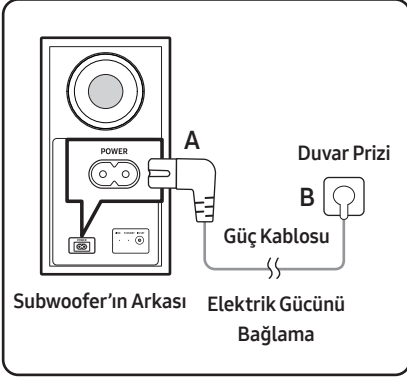 POWER
A
Duvar Prizi
B
Güç Kablosu
Subwoofer’ın Arkası
Elektrik Gücünü
Bağlama